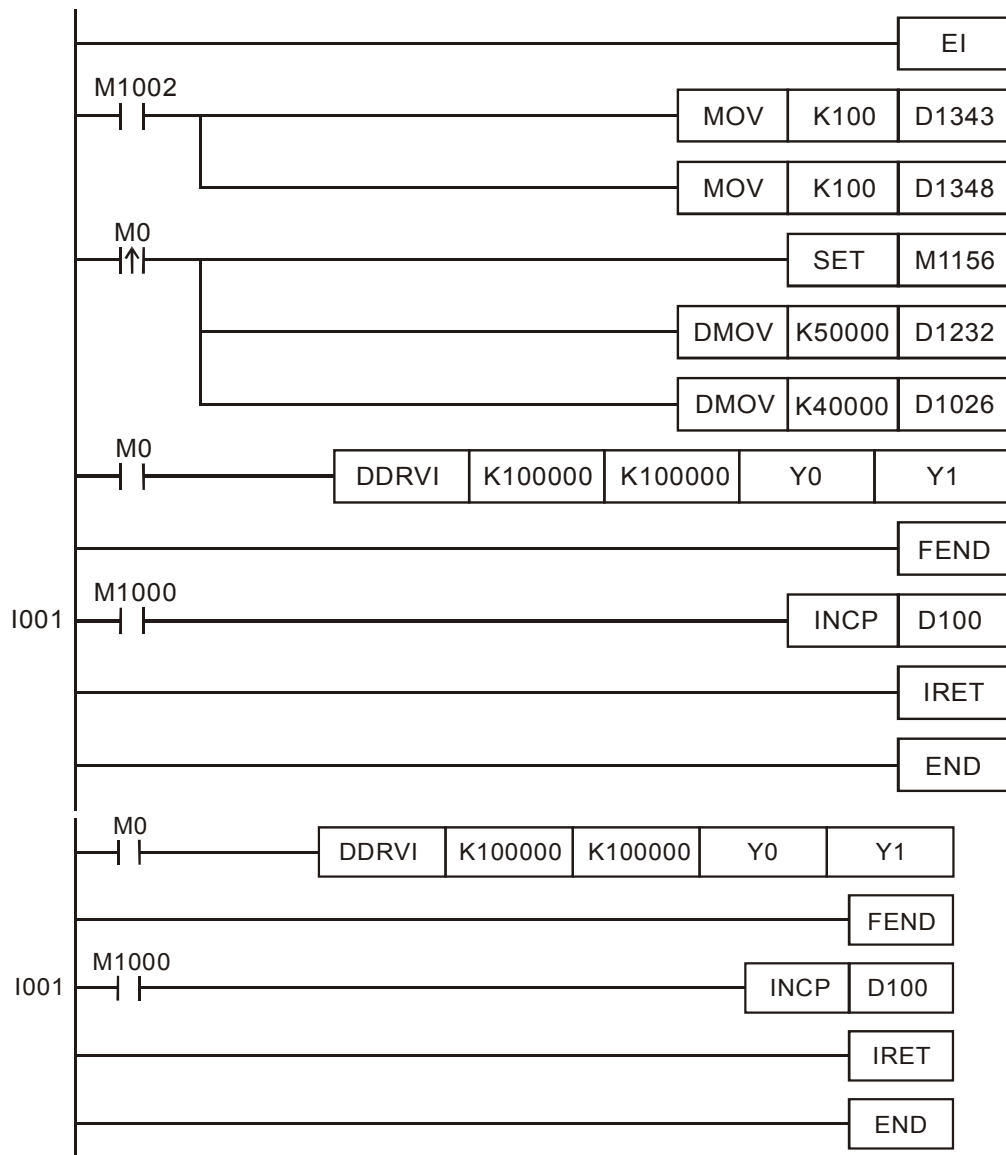 EI
M1002
MOV K100 D1343
MOV K100 D1348
M0
SET M1156
DMOV K50000 D1232
DMOV K40000 D1026
M0
DDRVI K100000 K100000 Y0 Y1
FEND
M1000
I001 INCP D100
IRET
END
M0
DDRVI K100000 K100000 Y0 Y1
FEND
M1000
I001 INCP D100
IRET
END